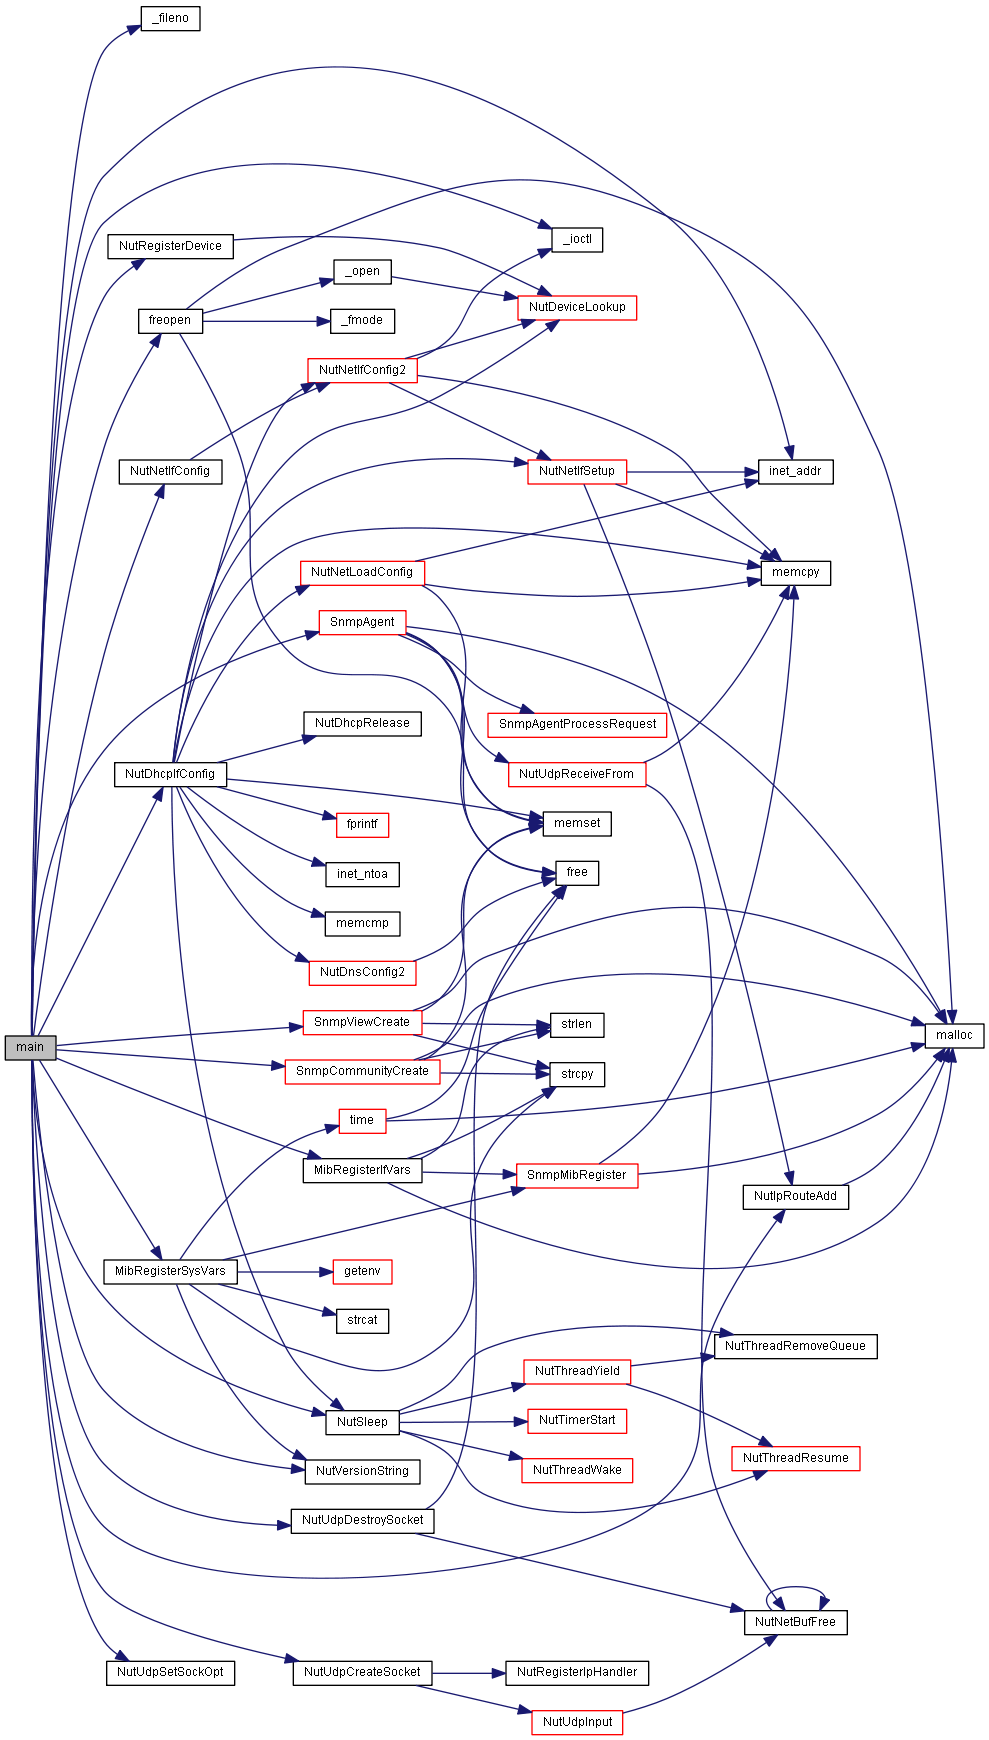 _fileno
_ioctl
NutRegisterDevice
_open
NutDeviceLookup
freopen
_fmode
NutNetIfConfig2
NutNetIfConfig
NutNetIfSetup
inet_addr
NutNetLoadConfig
memcpy
SnmpAgent
NutDhcpRelease
SnmpAgentProcessRequest
NutDhcpIfConfig
NutUdpReceiveFrom
fprintf
memset
inet_ntoa
free
memcmp
NutDnsConfig2
SnmpViewCreate
strlen
malloc
main
SnmpCommunityCreate
strcpy
time
MibRegisterIfVars
SnmpMibRegister
NutIpRouteAdd
MibRegisterSysVars
getenv
strcat
NutThreadRemoveQueue
NutThreadYield
NutSleep
NutTimerStart
NutThreadResume
NutVersionString
NutThreadWake
NutUdpDestroySocket
NutNetBufFree
NutUdpSetSockOpt
NutUdpCreateSocket
NutRegisterIpHandler
NutUdpInput